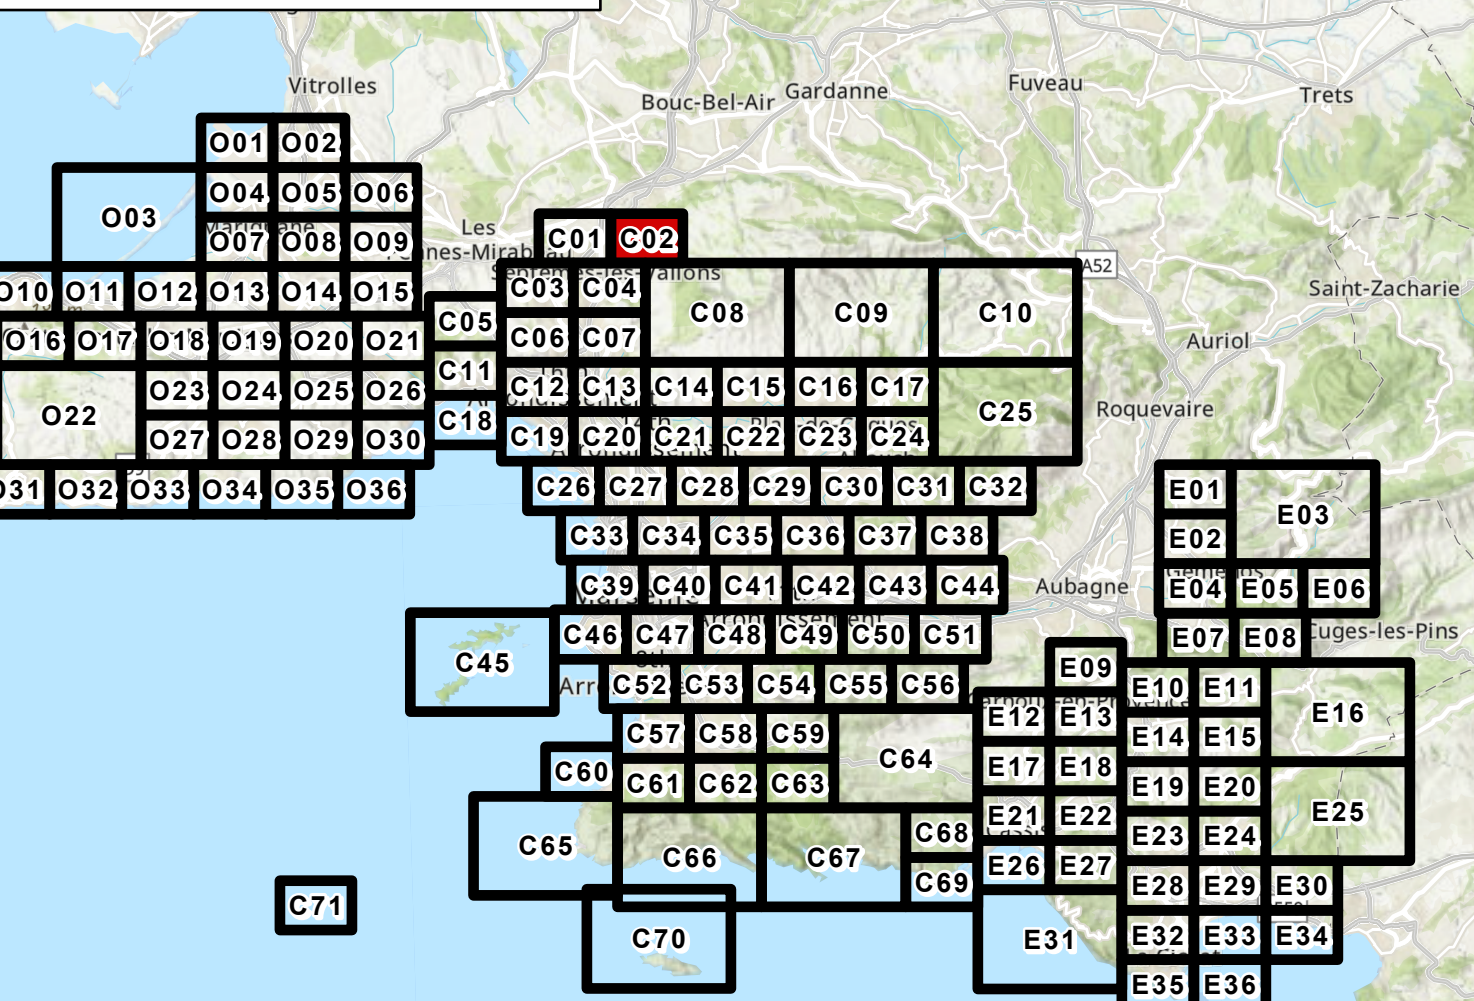 Vitrolles
Bouc-Bel-Air
Gardanne
Fuveau
Trets
O01 O02
O03
O04 O05 O06
O07 O08 O09
Les
C01 C02
Septèmes-les-Vallons
A52
Saint-Zacharie
O10 O11 O12 O13 O14 O15
C03 C04
C05
C08 C09 C10
C06 C07
O16 O17 O18 O19 O20 O21
Auriol
C11
C12 C13 C14 C15 C16 C17
O22
O23 O24 O25 O26
C18
C25
Roquevaire
O27 O28 O29 O30
C19 C20 C21 C22 C23 C24
O31 O32 O33 O34 O35 O36
C26 C27 C28 C29 C30 C31 C32
E01
E03
E02
C33 C34 C35 C36 C37 C38
Gémenos
Aubagne
C39 C40 C41 C42 C43 C44
E04 E05 E06
Marseille
C46 C47 C48 C49 C50 C51
E07 E08
Cuges-les-Pins
C45
E09
C52 C53 C54 C55 C56
E10 E11
E12 E13
E16
C57 C58 C59
E14 E15
C64
C60
E17 E18
C61 C62 C63
E19 E20
E25
E21 E22
C65
C66 C67
C68
E23 E24
C69
E26 E27
E28 E29 E30
C71
C70
E31
E32 E33 E34
E35 E36